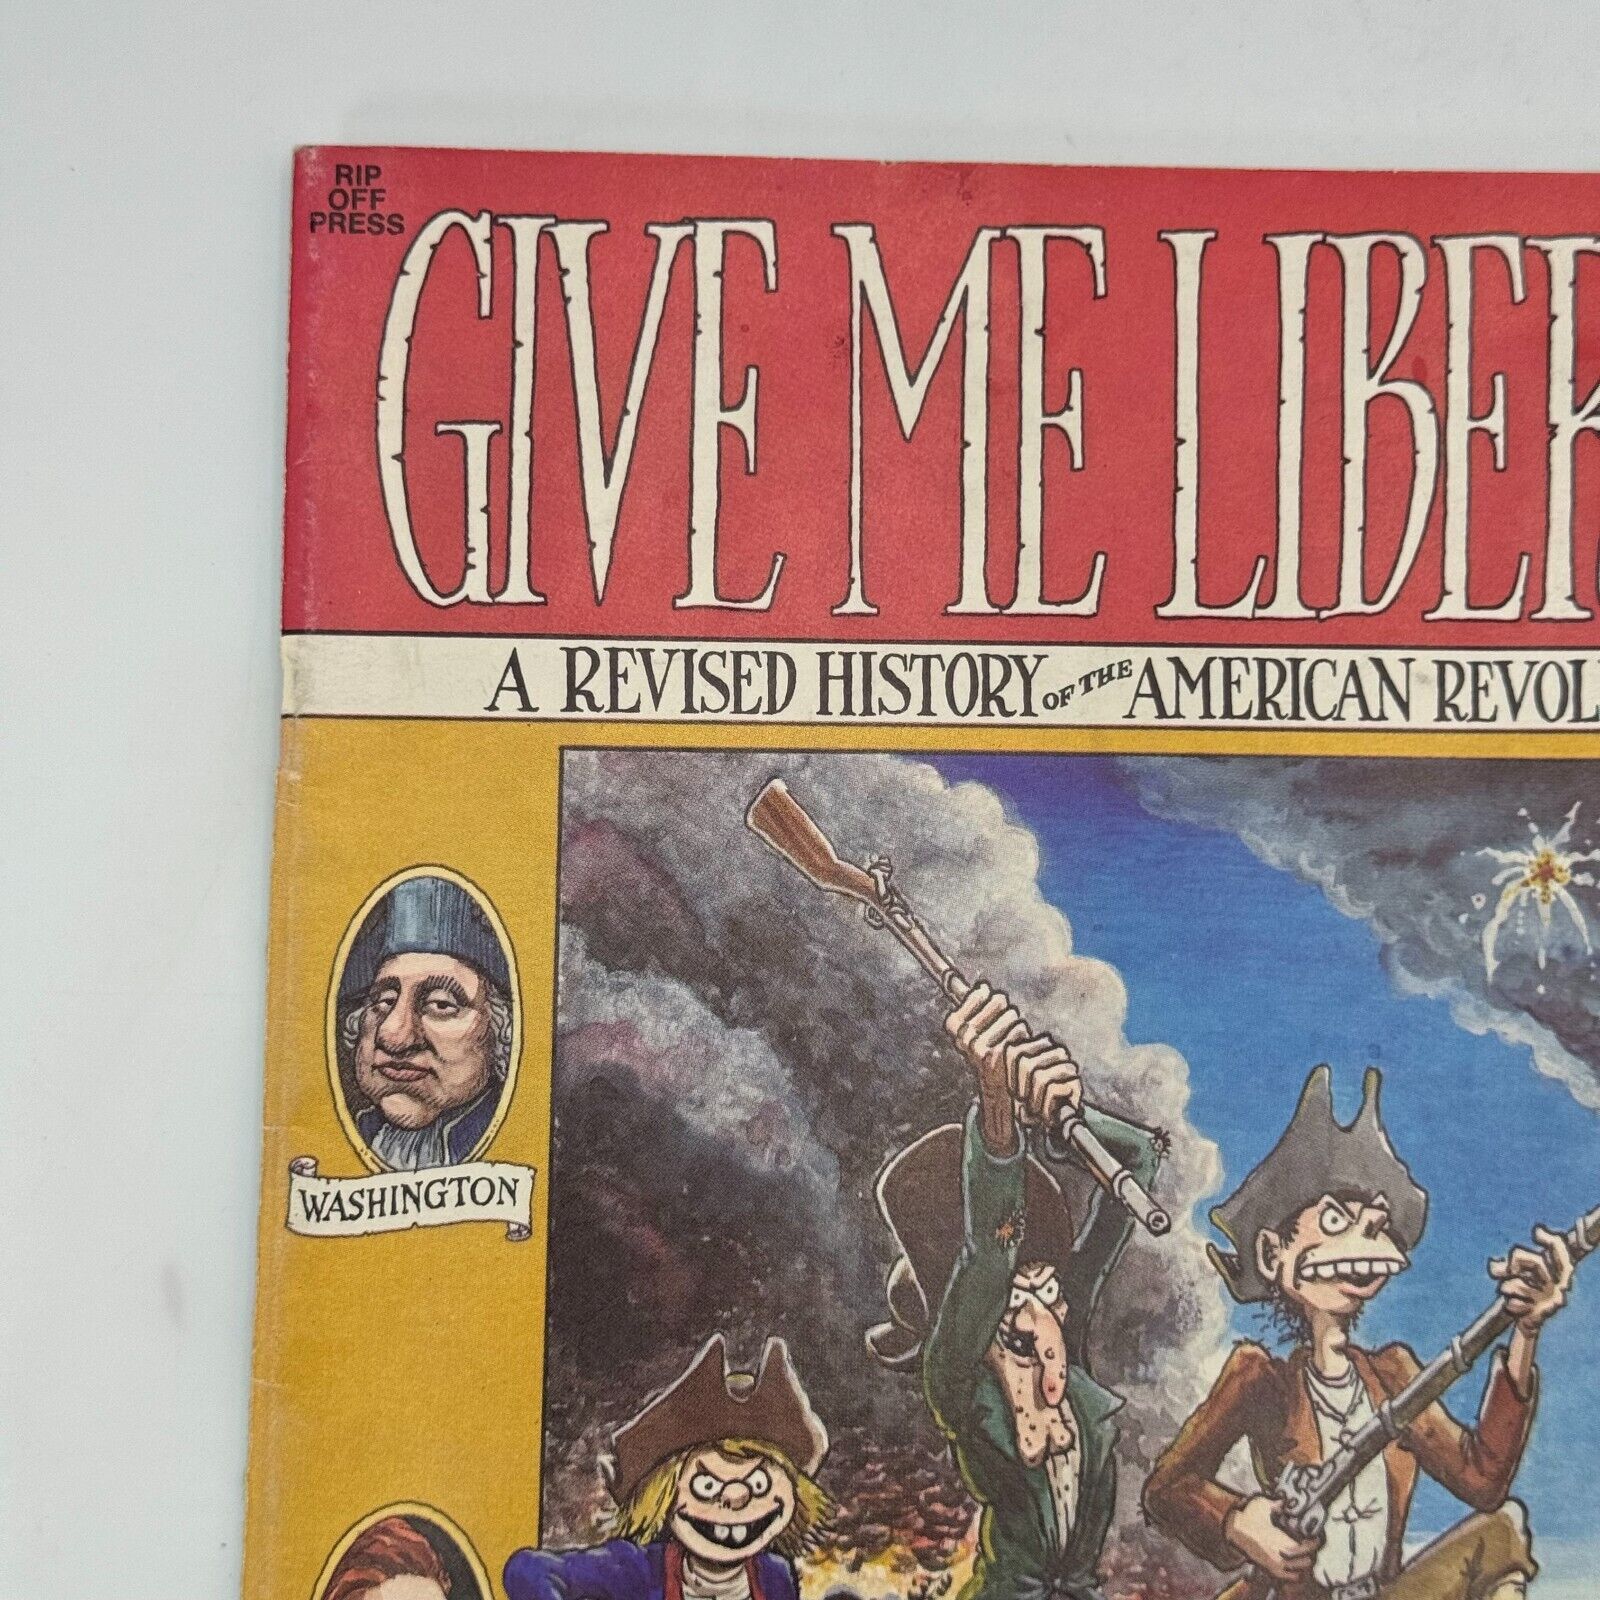 RIP
OFF
PRESS
GIVE ME LIBER
A REVISED HISTORY OF THE AMERICAN REVOL
WASHINGTON